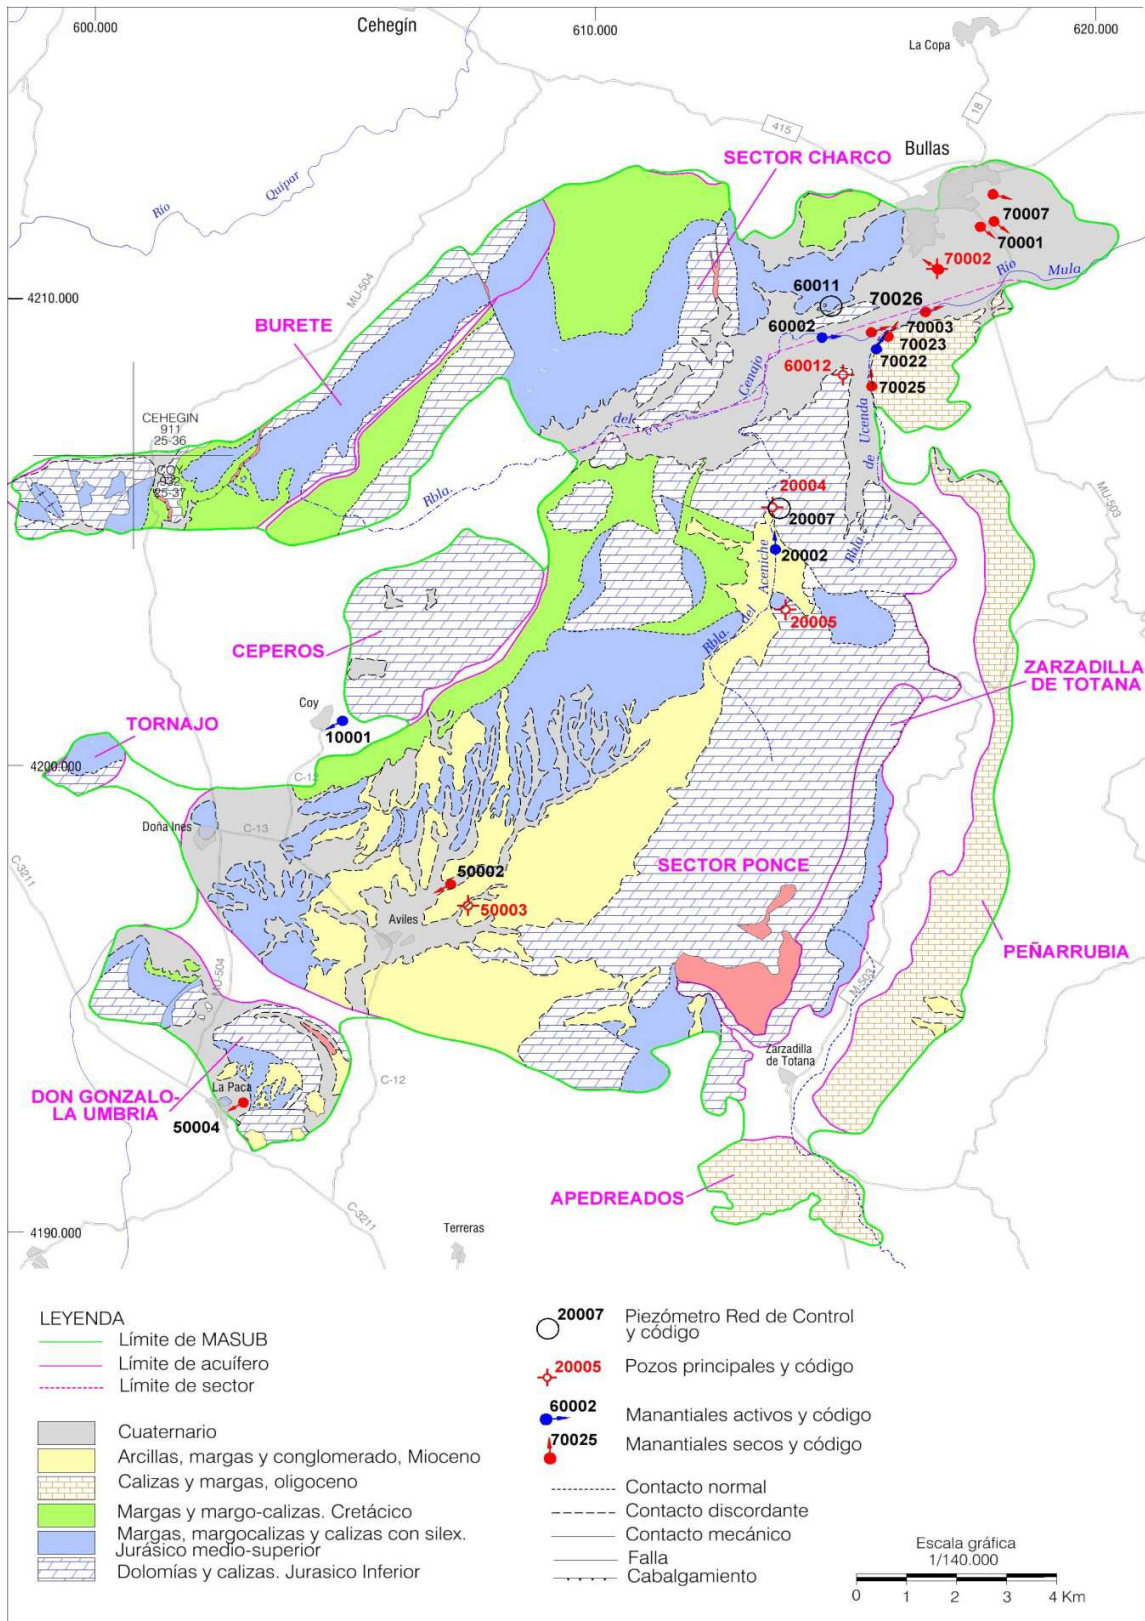 600.000
Cehegín
610.000
620.000
La Copa
18
415
Bullas
SECTOR CHARCO
Río
Quipar
MU-504
70007
70001
70002
Río
Mula
4210.000
60011
70026
BURETE
60002
70003
70023
70022
60012
70025
Cenajo
del
Rbla.
Ucenda
de
Rbla.
CEHEGIN
911
25-36
COY
932
25-37
20004
20007
MU-503
20002
Aceniche
del
Rbla.
20005
CEPEROS
ZARZADILLA
DE TOTANA
Coy
TORNAJO
10001
4200.000
C-12
Doña Ines
C-13
C-3211
SECTOR PONCE
50002
50003
Aviles
PEÑARRUBIA
MU-504
M-503
Zarzadilla
de Totana
C-12
DON GONZALO-
LA UMBRIA
La Paca
50004
APEDREADOS
C-3211
4190.000
Terreras
LEYENDA
Límite de MASUB
Límite de acuífero
Límite de sector
Cuaternario
Arcillas, margas y conglomerado, Mioceno
Calizas y margas, oligoceno
Margas y margo-calizas. Cretácico
Margas, margocalizas y calizas con silex.
Jurásico medio-superior
Dolomías y calizas. Jurasico Inferior
20007
Piezómetro Red de Control
y código
20005
Pozos principales y código
60002
Manantiales activos y código
70025
Manantiales secos y código
Contacto normal
Contacto discordante
Contacto mecánico
Falla
Cabalgamiento
Escala gráfica
1/140.000
0 1 2 3 4 Km